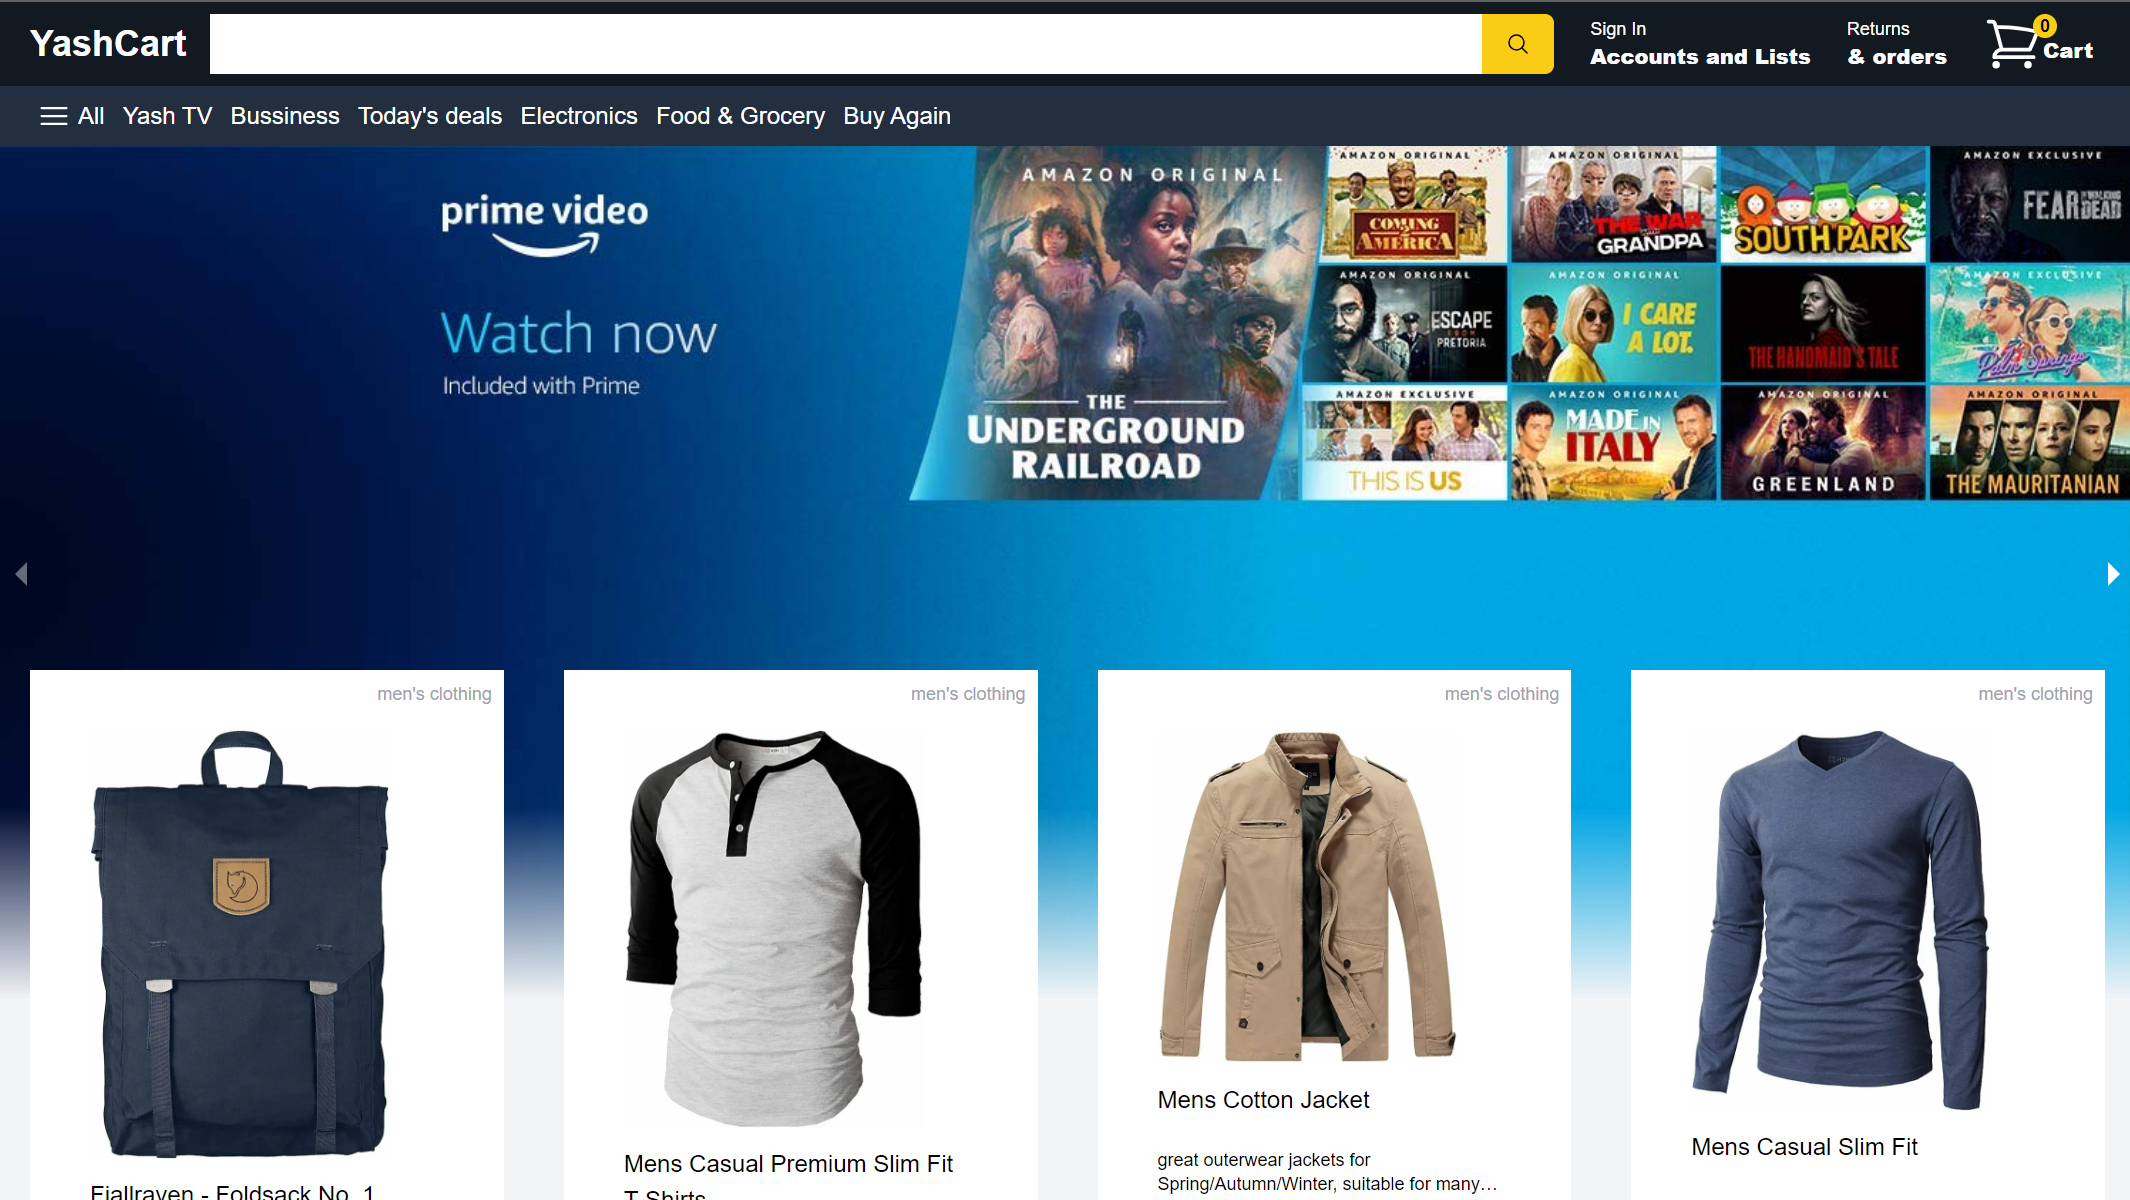 YashCart
Sign In
Accounts and Lists
Returns
& orders
0
Cart
All Yash TV Bussiness Today's deals Electronics Food & Grocery Buy Again
prime video
Watch now
Included with Prime
AMAZON ORIGINAL
THE
UNDERGROUND
RAILROAD
AMAZON ORIGINAL
COMING
2
AMERICA
AMAZON ORIGINAL
THE WAR
WITH
GRANDPA
SOUTH PARK
AMAZON EXCLUSIVE
FEAR THE WALKING DEAD
AMAZON ORIGINAL
ESCAPE
FROM
PRETORIA
AMAZON ORIGINAL
I CARE
A LOT.
THE HANDMAID'S TALE
AMAZON EXCLUSIVE
Palm Springs
AMAZON EXCLUSIVE
THIS IS US
AMAZON ORIGINAL
MADE IN
ITALY
AMAZON ORIGINAL
GREENLAND
AMAZON ORIGINAL
THE MAURITANIAN
men's clothing
Fjallraven - Foldsack No. 1
men's clothing
Mens Casual Premium Slim Fit
T-Shirts
men's clothing
Mens Cotton Jacket
great outerwear jackets for
Spring/Autumn/Winter, suitable for many…
men's clothing
Mens Casual Slim Fit